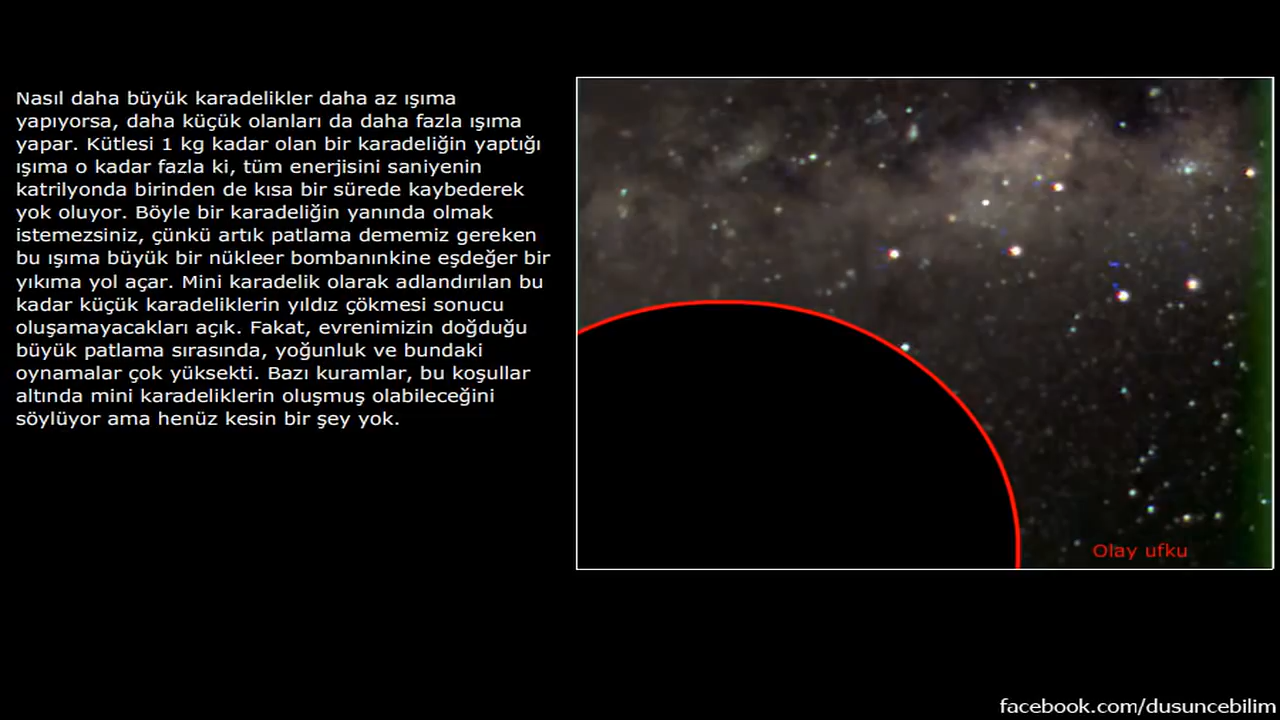 Nasıl daha büyük karadelikler daha az ışıma
yapıyorsa, daha küçük olanları da daha fazla ışıma
yapar. Kütlesi 1 kg kadar olan bir karadeliğin yaptığı
ışıma o kadar fazla ki, tüm enerjisini saniyenin
katrilyonda birinden de kısa bir sürede kaybederek
yok oluyor. Böyle bir karadeliğin yanında olmak
istemezsiniz, çünkü artık patlama dememiz gereken
bu ışıma büyük bir nükleer bombanınkine eşdeğer bir
yıkıma yol açar. Mini karadelik olarak adlandırılan bu
kadar küçük karadeliklerin yıldız çökmesi sonucu
oluşamayacakları açık. Fakat, evrenimizin doğduğu
büyük patlama sırasında, yoğunluk ve bundaki
oynamalar çok yüksekti. Bazı kuramlar, bu koşullar
altında mini karadeliklerin oluşmuş olabileceğini
söylüyor ama henüz kesin bir şey yok.
Olay ufku
facebook.com/dusuncebilim